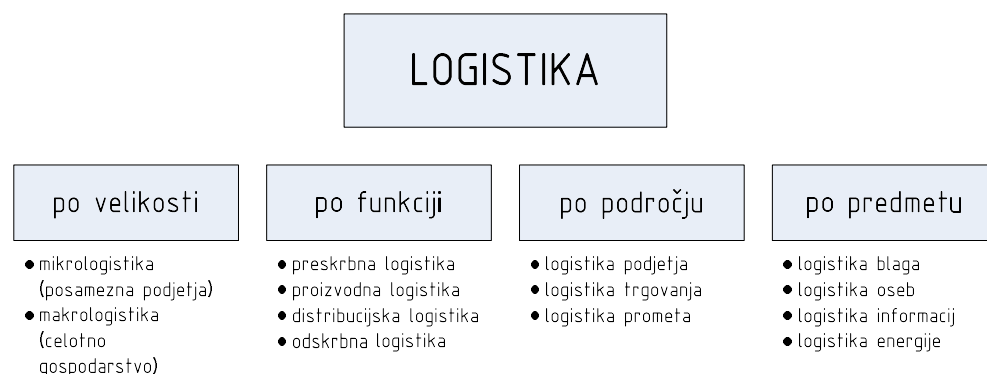 LOGISTIKA
po velikosti
● mikrologistika
(posamezna podjetja)
● makrologistika
(celotno
gospodarstvo)
po funkciji
● preskrbna logistika
● proizvodna logistika
● distribucijska logistika
● odskrbna logistika
po področju
● logistika podjetja
● logistika trgovanja
● logistika prometa
po predmetu
● logistika blaga
● logistika oseb
● logistika informacij
● logistika energije